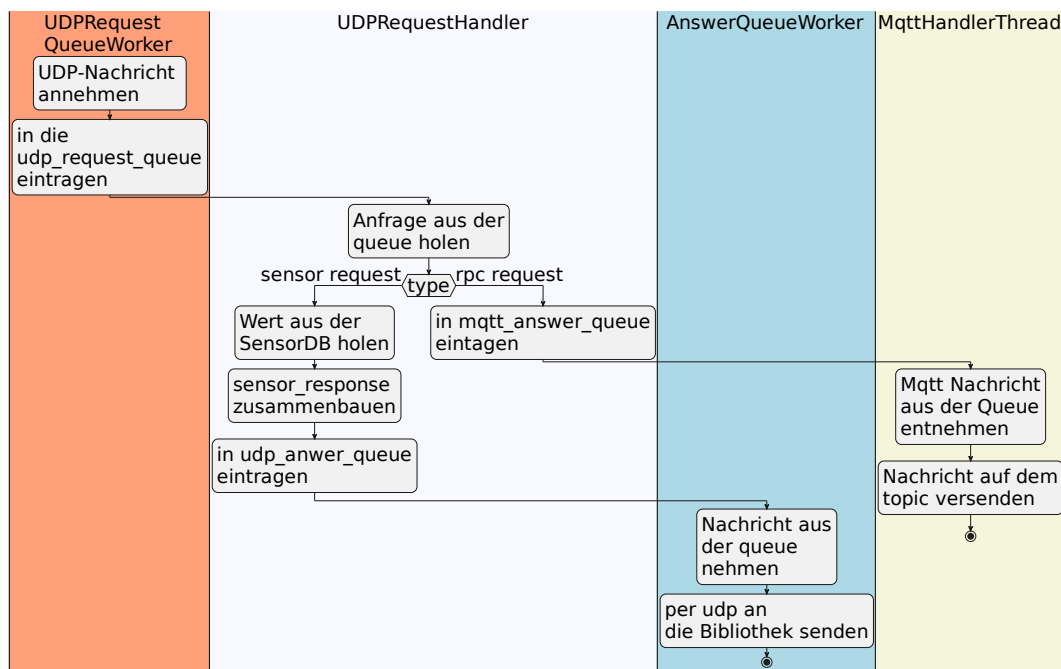 UDPRequest
QueueWorker
UDPRequestHandler
AnswerQueueWorker
MqttHandlerThread
UDP-Nachricht
annehmen
in die
udp_request_queue
eintragen
Anfrage aus der
queue holen
sensor request
type
rpc request
Wert aus der
SensorDB holen
in mqtt_answer_queue
eintagen
sensor_response
zusammenbauen
in udp_anwer_queue
eintragen
Mqtt Nachricht
aus der Queue
entnehmen
Nachricht auf dem
topic versenden
Nachricht aus
der queue
nehmen
per udp an
die Bibliothek senden